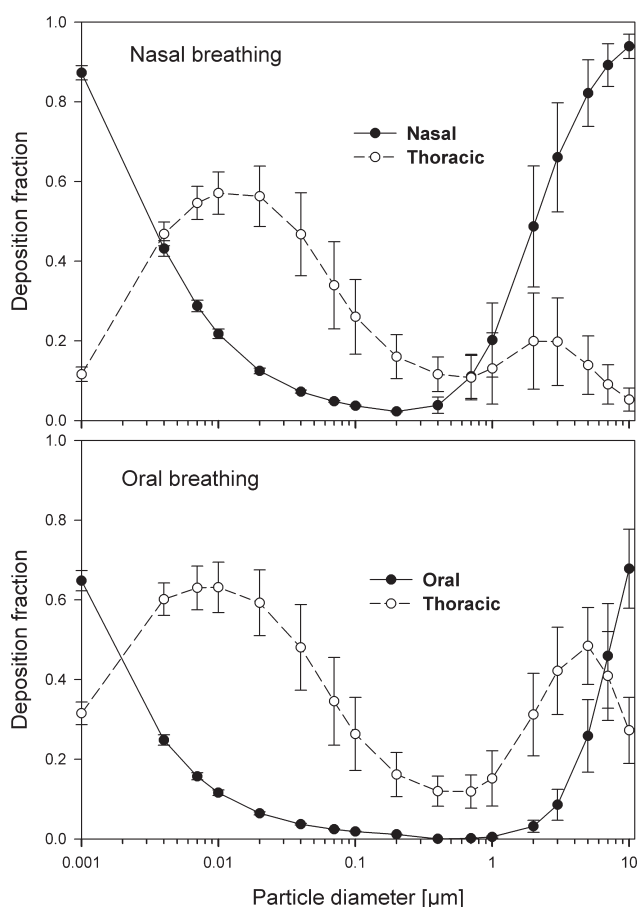 1.0
Nasal breathing
0.8
Nasal
Thoracic
0.6
Deposition fraction
0.4
0.2
0.0
1.0
Oral breathing
0.8
Oral
Thoracic
0.6
Deposition fraction
0.4
0.2
0.0
0.001 0.01 0.1 1 10
Particle diameter [µm]